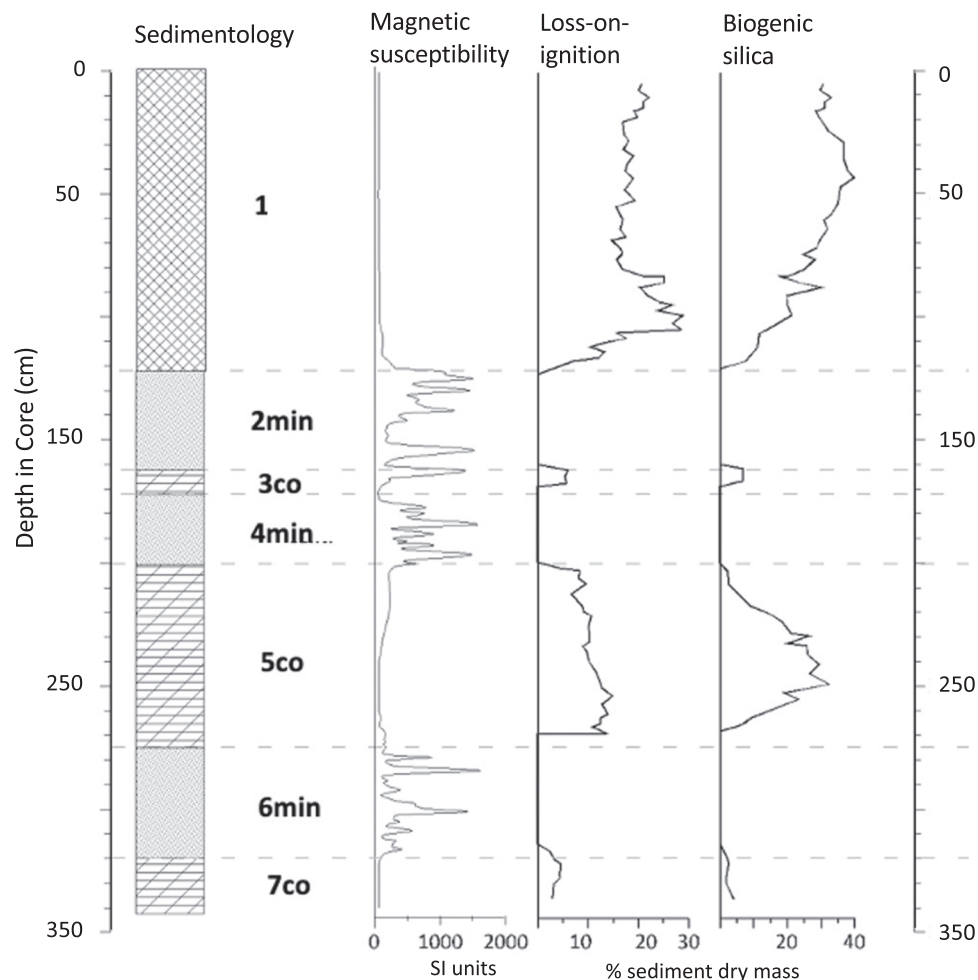 Sedimentology
Magnetic
susceptibility
Loss-on-
ignition
Biogenic
silica
0
50
150
250
350
Depth in Core (cm)
1
2min
3co
4min....
5co
6min
7co
0
50
150
250
350
0 1000 2000
SI units
10 20 30
20 40
% sediment dry mass